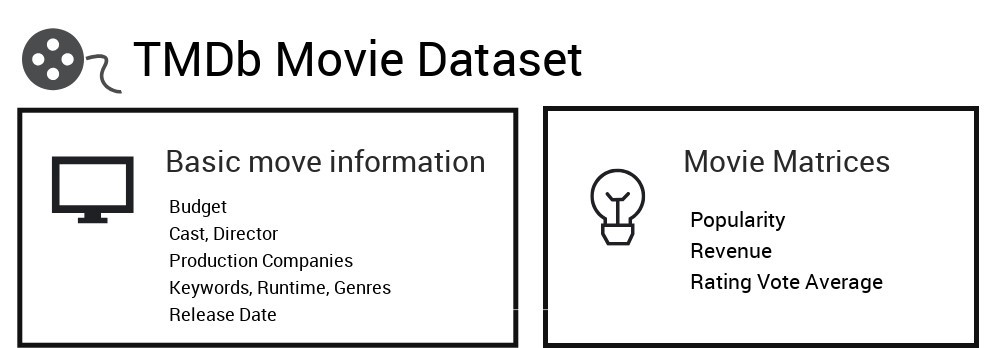 TMDb Movie Dataset
Basic move information
Budget
Cast, Director
Production Companies
Keywords, Runtime, Genres
Release Date
Movie Matrices
Popularity
Revenue
Rating Vote Average